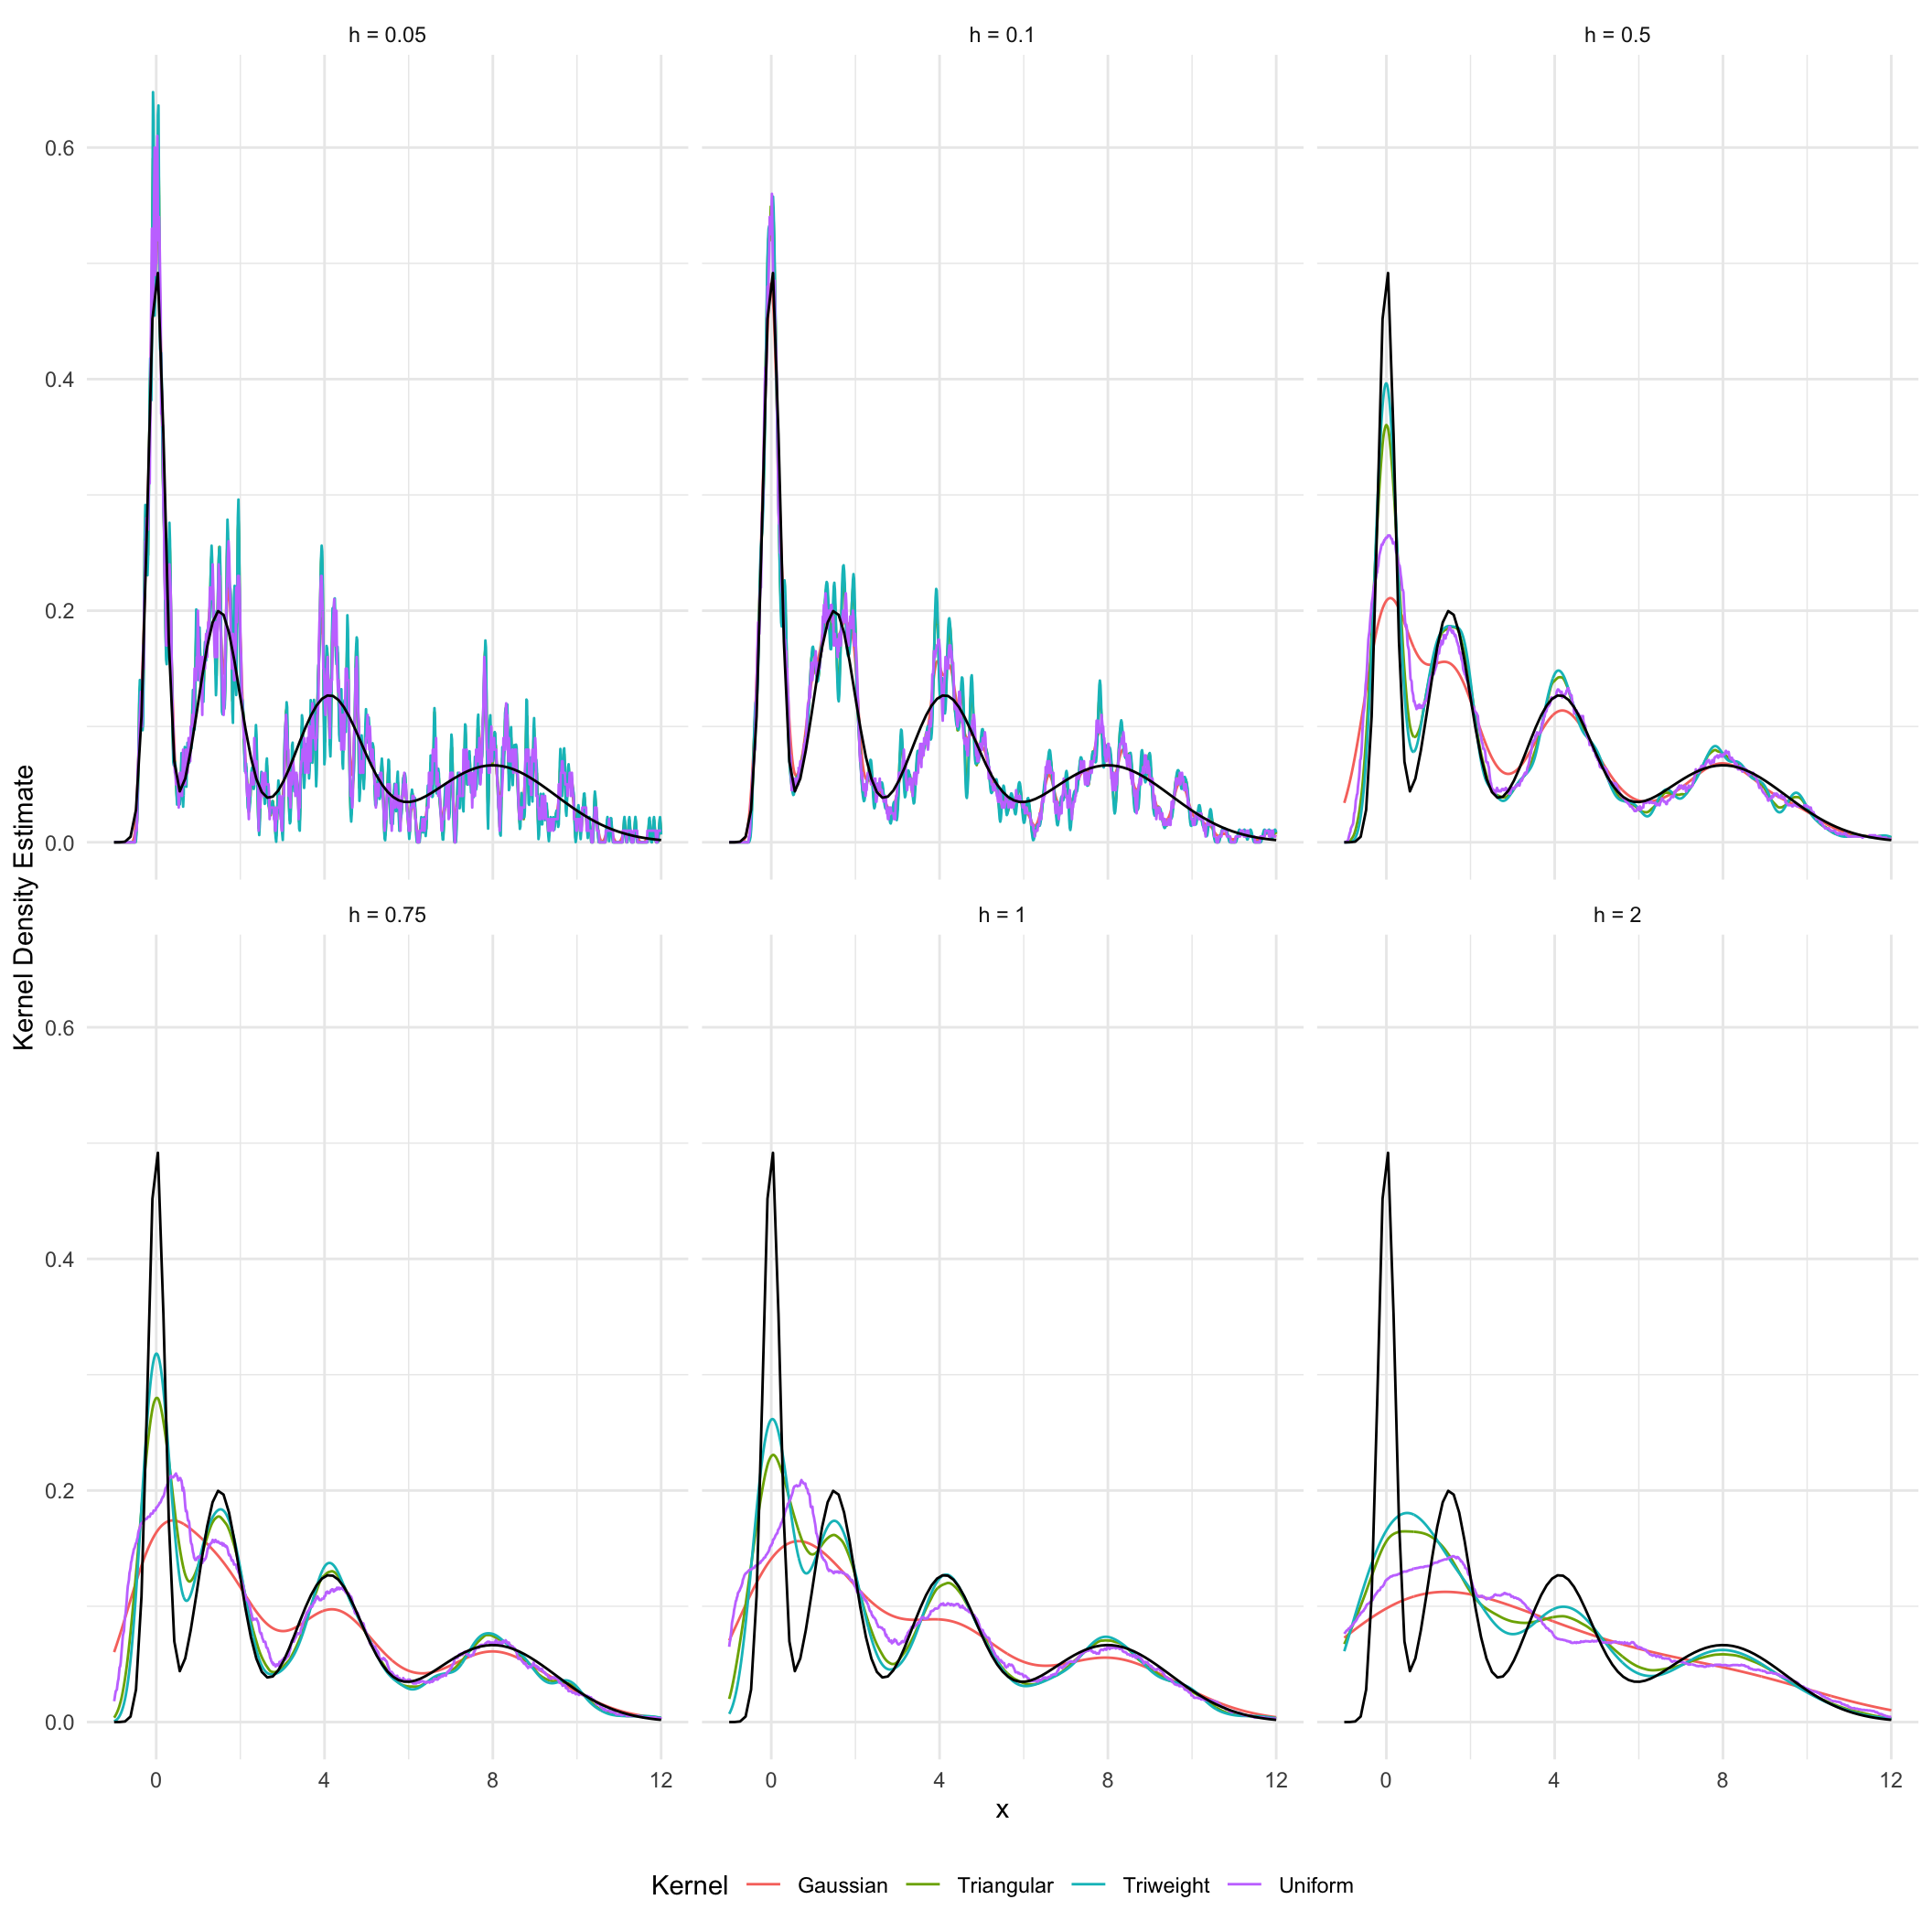 h = 0.05
h = 0.1
h = 0.5
0.6
0.4
0.2
0.0
Kernel Density Estimate
h = 0.75
h = 1
h = 2
0.6
0.4
0.2
0.0
0 4 8 12
0 4 8 12
0 4 8 12
x
Kernel Gaussian Triangular Triweight Uniform